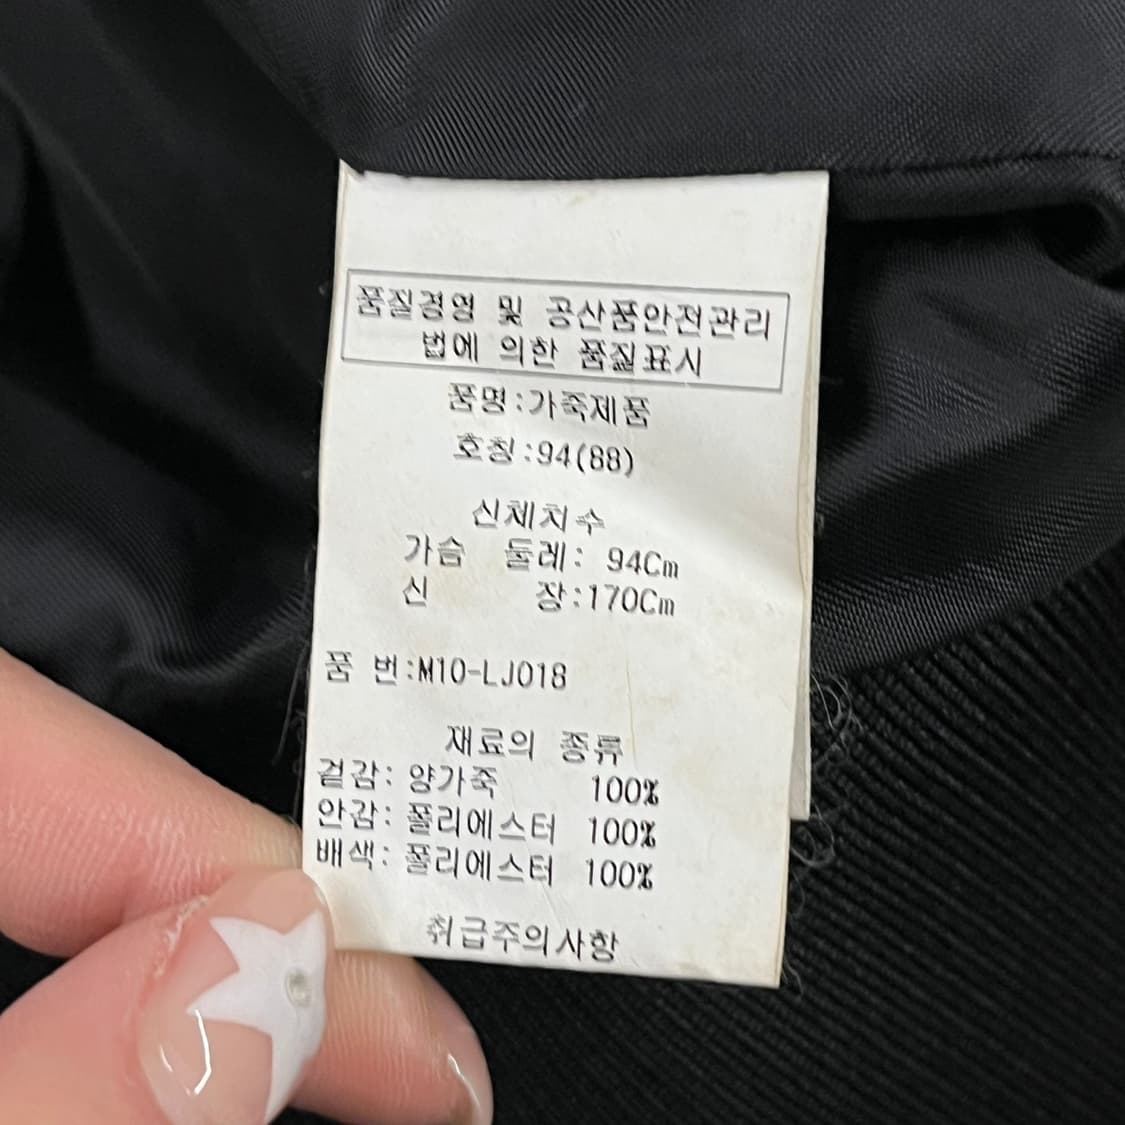 품질경영 및 공산품안전관리
법에 의한 품질표시
품명:가죽제품
호칭:94(88)
신체치수
가슴 둘레: 94Cm
신 장:170Cm
품 번:M10-LJ018
재료의 종류
겉감: 양가죽 100%
안감: 폴리에스터 100%
배색: 폴리에스터 100%
취급주의사항